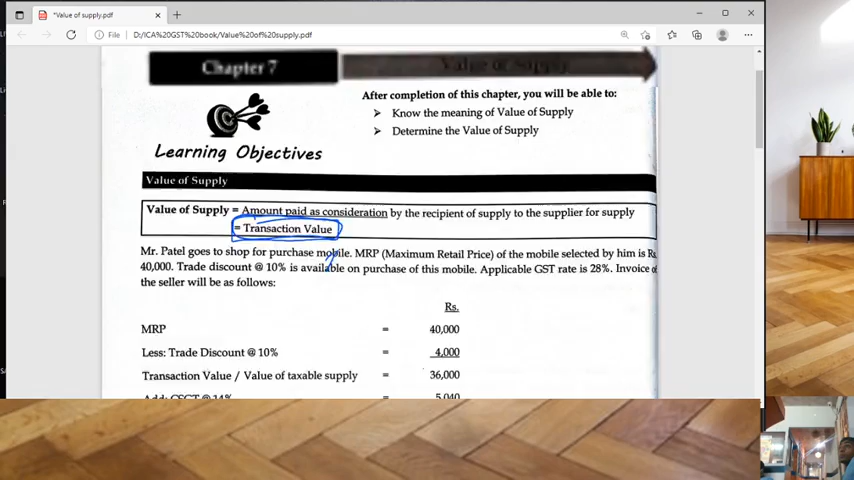 *Value of supply.pdf
File D:/ICA%20GST%20book/Value%20of%20supply.pdf
Chapter 7
Value of Supply
After completion of this chapter, you will be able to:
➤ Know the meaning of Value of Supply
➤ Determine the Value of Supply
Learning Objectives
Value of Supply
Value of Supply = Amount paid as consideration by the recipient of supply to the supplier for supply
= Transaction Value
Mr. Patel goes to shop for purchase mobile. MRP (Maximum Retail Price) of the mobile selected by him is
40,000. Trade discount @ 10% is available on purchase of this mobile. Applicable GST rate is 28%. Invoice
the seller will be as follows:
Rs.
MRP = 40,000
Less: Trade Discount @ 10% = 4,000
Transaction Value / Value of taxable supply = 36,000